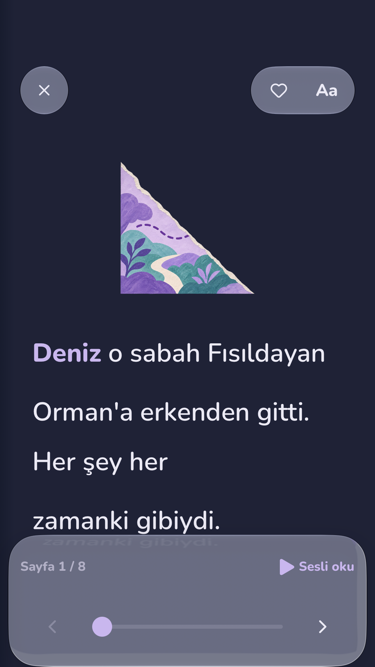 Aa
Deniz o sabah Fısıldayan
Orman'a erkenden gitti.
Her şey her
zamanki gibiydi.
Sayfa 1 / 8
Sesli oku